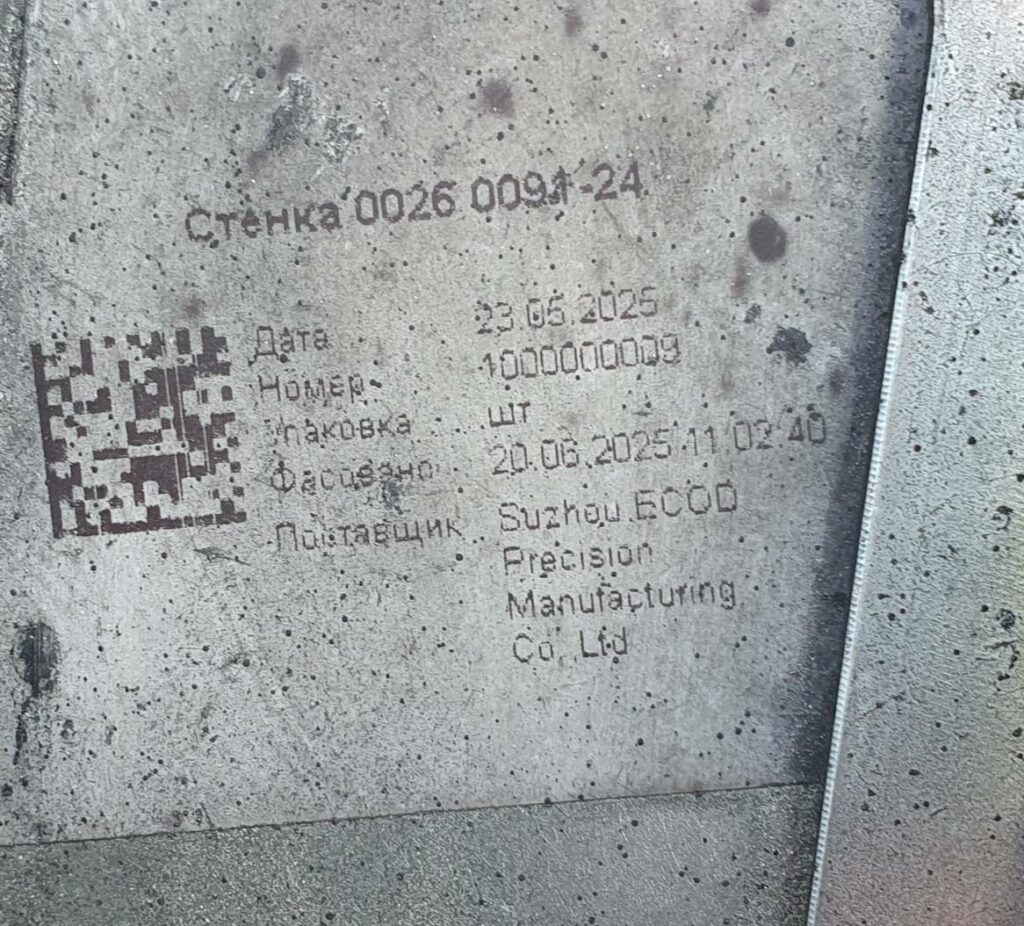 Стенка 0026 0091-24
Дата 23.05.2025
Номер 1000000009
Упаковка шт
Фасовано 20.06.2025 11:02:40
Поставщик Suzhou ECOD
Precision
Manufacturing
Co., Ltd